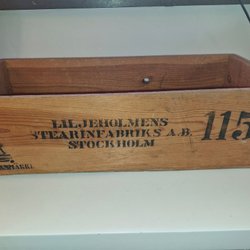 LILJEHOLMENS
STEARINFABRIKS A.B.
STOCKHOLM
115